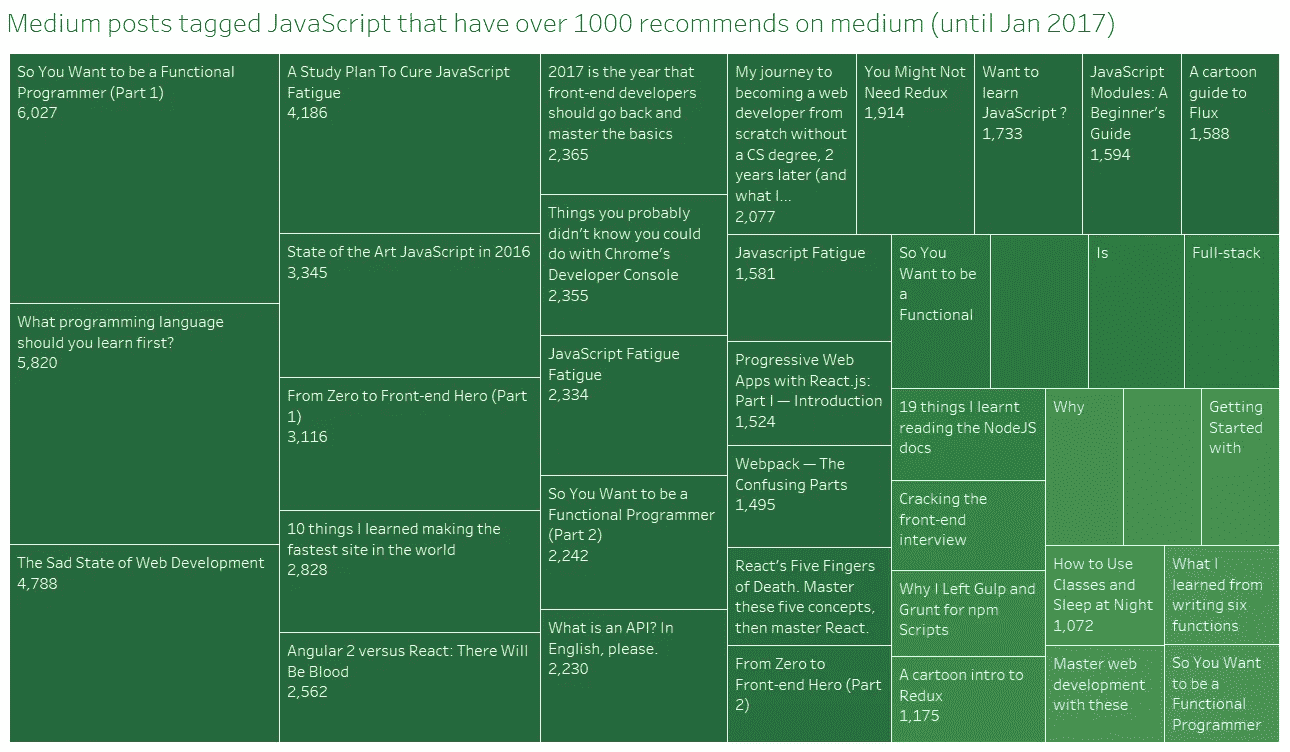 Medium posts tagged JavaScript that have over 1000 recommends on medium (until Jan 2017)
So You Want to be a Functional
Programmer (Part 1)
6,027
What programming language
should you learn first?
5,820
The Sad State of Web Development
4,788
A Study Plan To Cure JavaScript
Fatigue
4,186
State of the Art JavaScript in 2016
3,345
From Zero to Front-end Hero (Part
1)
3,116
10 things I learned making the
fastest site in the world
2,828
Angular 2 versus React: There Will
Be Blood
2,562
2017 is the year that
front-end developers
should go back and
master the basics
2,365
Things you probably
didn't know you could
do with Chrome's
Developer Console
2,355
JavaScript Fatigue
Fatigue
2,334
So You Want to be a
Functional Programmer
(Part 2)
2,242
What is an API? In
English, please.
2,230
My journey to
becoming a web
developer from
scratch without
a CS degree, 2
years later (and
what I...
2,077
You Might Not
Need Redux
1,914
Want to
learn
JavaScript ?
1,733
JavaScript
Modules: A
Beginner's
Guide
1,594
A cartoon
guide to
Flux
1,588
Javascript Fatigue
1,581
Progressive Web
Apps with React.js:
Part I — Introduction
1,524
Webpack — The
Confusing Parts
1,495
React's Five Fingers
of Death. Master
these five concepts,
then master React.
From Zero to
Front-end Hero (Part
2)
So You
Want to be
a
Functional
Is
Full-stack
19 things I learnt
reading the NodeJS
docs
Cracking the
front-end
interview
Why I Left Gulp and
Grunt for npm
Scripts
A cartoon intro to
Redux
1,175
Why
Getting
Started
with
How to Use
Classes and
Sleep at Night
1,072
What I
learned from
writing six
functions
Master web
development
with these
So You Want
to be a
Functional
Programmer